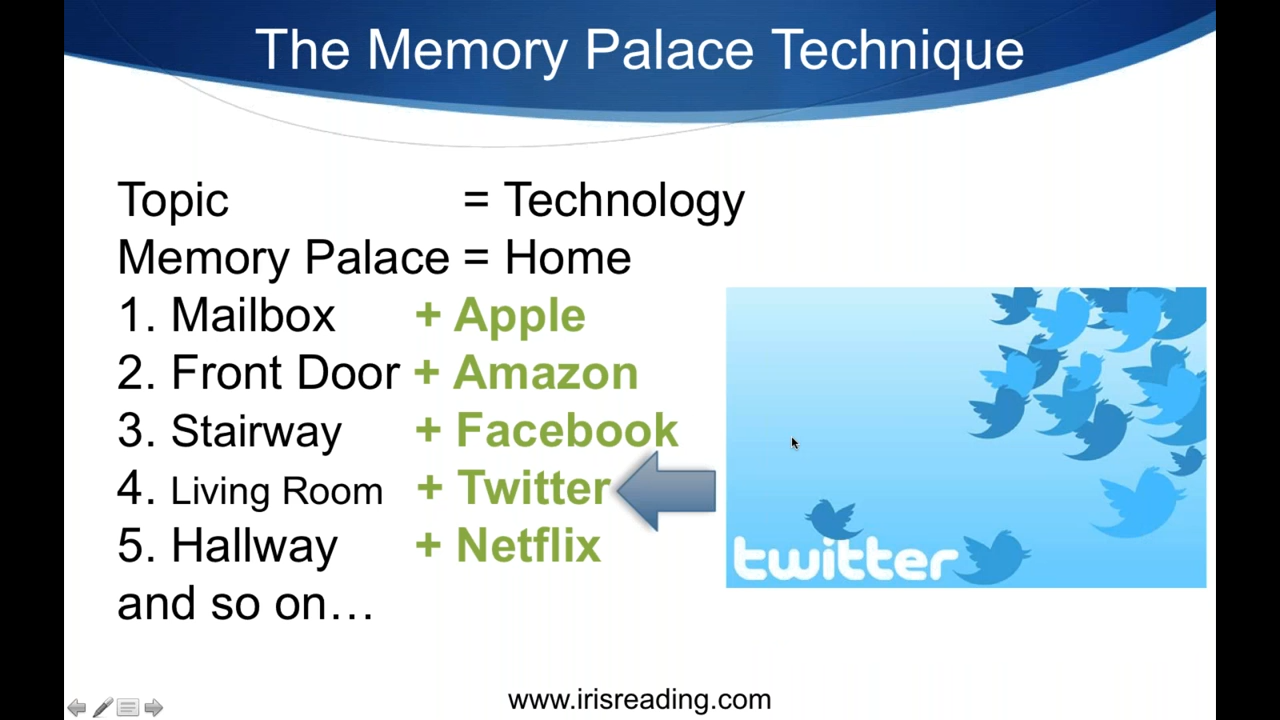 The Memory Palace Technique
Topic = Technology
Memory Palace = Home
1. Mailbox + Apple
2. Front Door + Amazon
3. Stairway + Facebook
4. Living Room + Twitter
5. Hallway + Netflix
and so on…
twitter
www.irisreading.com